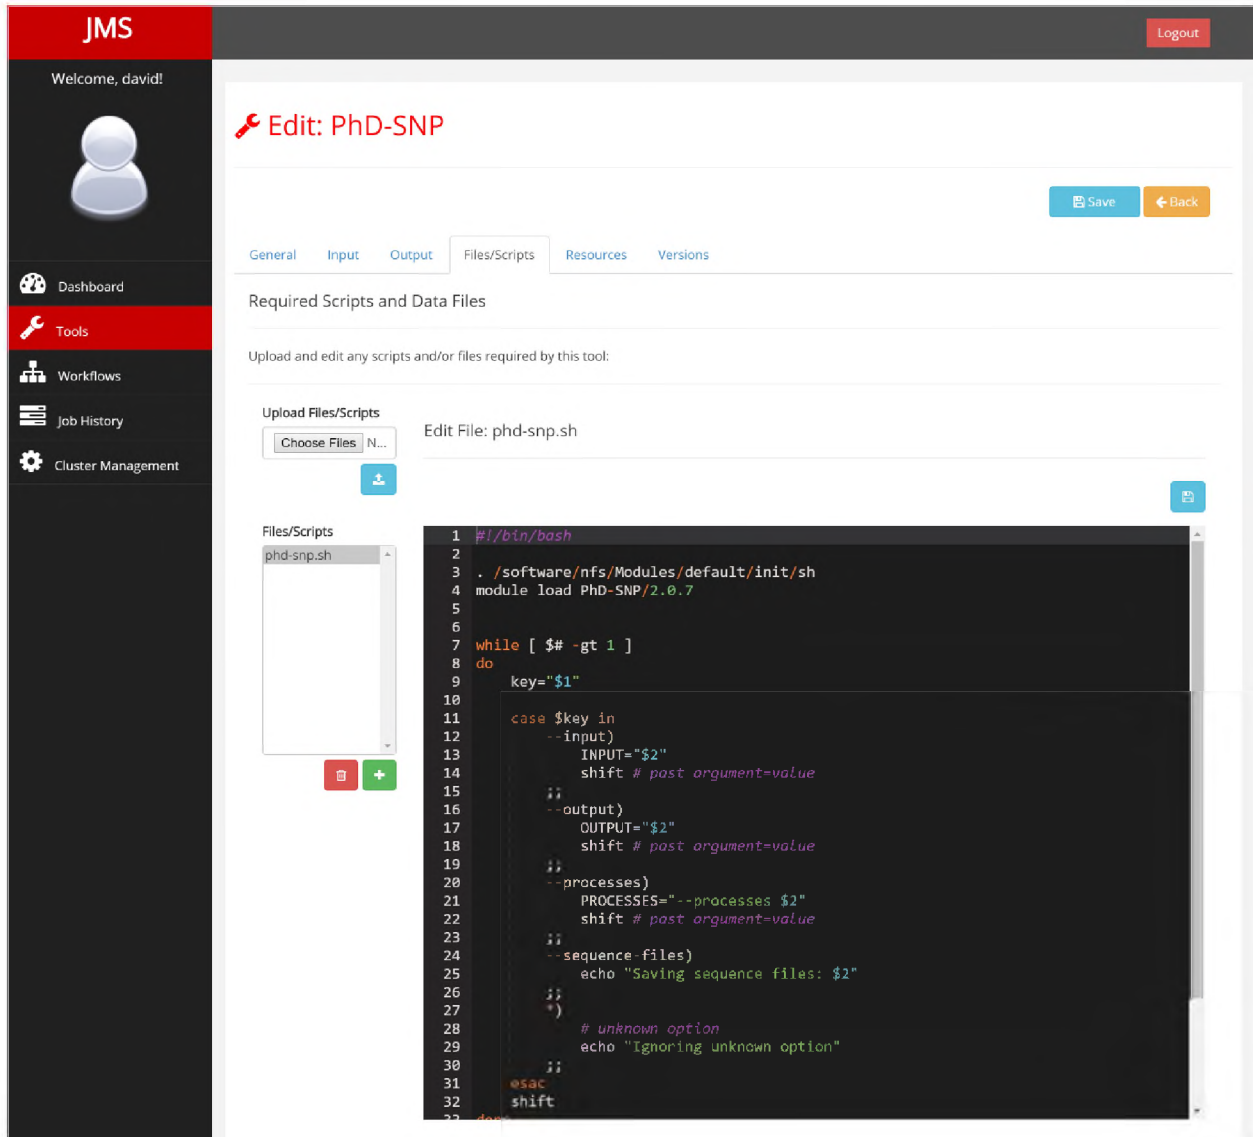 JMS
Logout
Welcome, david!
Edit: PhD-SNP
Save
Back
General Input Output Files/Scripts Resources Versions
Dashboard
Tools
Workflows
Job History
Cluster Management
Required Scripts and Data Files
Upload and edit any scripts and/or files required by this tool:
Upload Files/Scripts
Choose Files N...
Edit File: phd-snp.sh
Files/Scripts
phd-snp.sh
1 #!/bin/bash
2
3 . /software/nfs/Modules/default/init/sh
4 module load PhD-SNP/2.0.7
5
6
7 while [ $# -gt 1 ]
8 do
9 key="$1"
10
11 case $key in
12 --input)
13 INPUT="$2"
14 shift # past argument=value
15 ;;
16 --output)
17 OUTPUT="$2"
18 shift # past argument=value
19 ;;
20 --processes)
21 PROCESSES="--processes $2"
22 shift # past argument=value
23 ;;
24 --sequence-files)
25 echo "Saving sequence files: $2"
26 ;;
27 *)
28 # unknown option
29 echo "Ignoring unknown option"
30 ;;
31 esac
32 shift
33 done